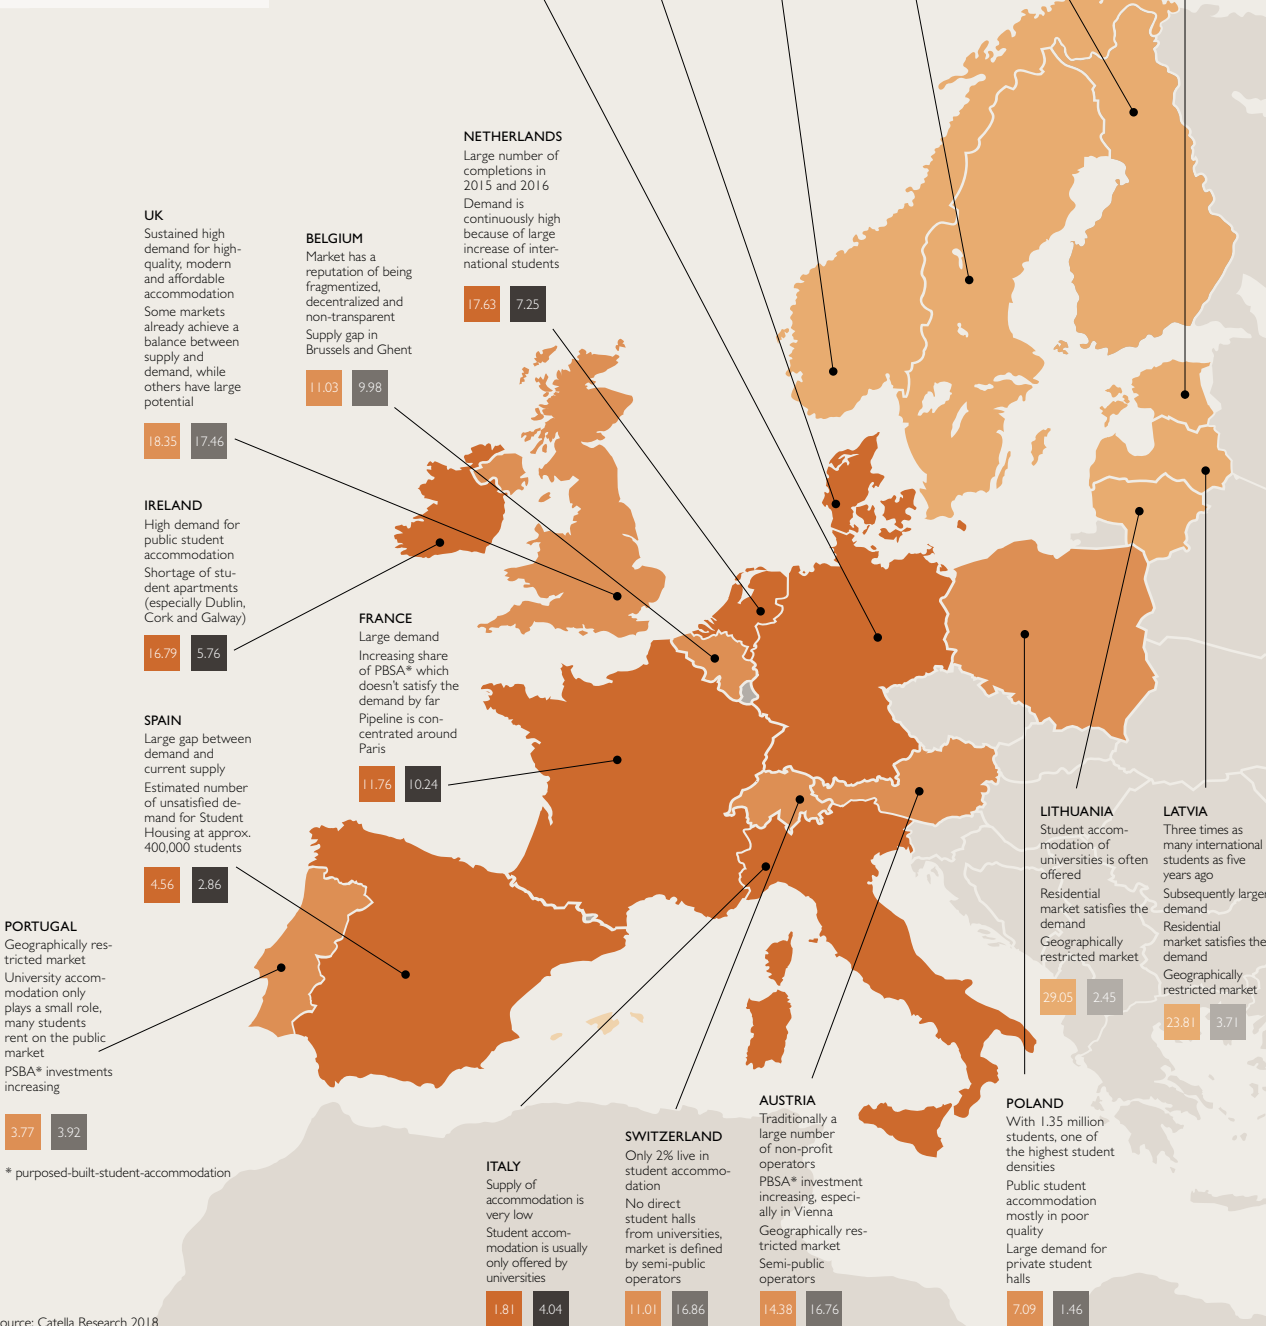 NETHERLANDS
Large number of
completions in
2015 and 2016
Demand is
continuously high
because of large
increase of inter-
national students
17.63 7.25
UK
Sustained high
demand for high-
quality, modern
and affordable
accommodation
Some markets
already achieve a
balance between
supply and
demand, while
others have large
potential
18.35 17.46
BELGIUM
Market has a
reputation of being
fragmentized,
decentralized and
non-transparent
Supply gap in
Brussels and Ghent
11.03 9.98
IRELAND
High demand for
public student
accommodation
Shortage of stu-
dent apartments
(especially Dublin,
Cork and Galway)
16.79 5.76
FRANCE
Large demand
Increasing share
of PBSA* which
doesn't satisfy the
demand by far
Pipeline is con-
centrated around
Paris
11.76 10.24
SPAIN
Large gap between
demand and
current supply
Estimated number
of unsatisfied de-
mand for Student
Housing at approx.
400,000 students
4.56 2.86
PORTUGAL
Geographically res-
tricted market
University accom-
modation only
plays a small role,
many students
rent on the public
market
PSBA* investments
increasing
3.77 3.92
* purposed-built-student-accommodation
LITHUANIA
Student accom-
modation of
universities is often
offered
Residential
market satisfies the
demand
Geographically
restricted market
29.05 2.45
LATVIA
Three times as
many international
students as five
years ago
Subsequently larger
demand
Residential
market satisfies the
demand
Geographically
restricted market
23.81 3.71
ITALY
Supply of
accommodation is
very low
Student accom-
modation is usually
only offered by
universities
1.81 4.04
SWITZERLAND
Only 2% live in
student accommo-
dation
No direct
student halls
from universities,
market is defined
by semi-public
operators
11.01 16.86
AUSTRIA
Traditionally a
large number
of non-profit
operators
PBSA* investment
increasing, especi-
ally in Vienna
Geographically res-
tricted market
Semi-public
operators
14.38 16.76
POLAND
With 1.35 million
students, one of
the highest student
densities
Public student
accommodation
mostly in poor
quality
Large demand for
private student
halls
7.09 1.46
ource: Catella Research 2018